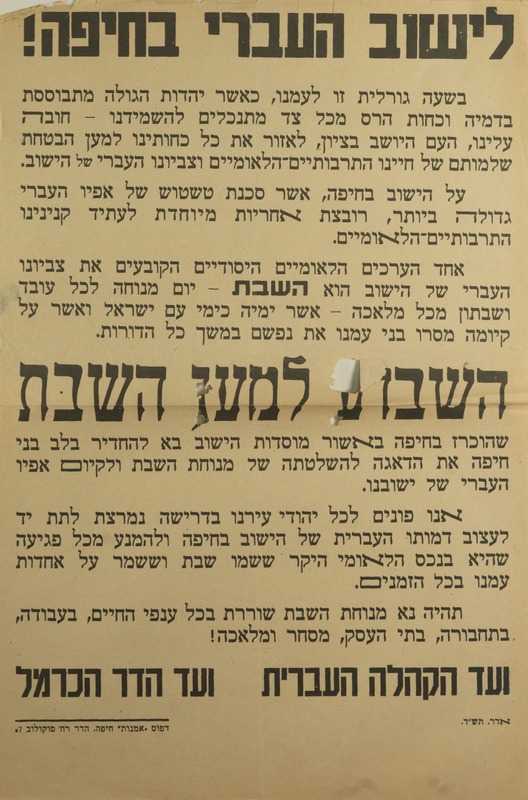 לישוב העברי בחיפה!
בשעה גורלית זו לעמנו, כאשר יהדות הגולה מתבוססת
בדמיה וכחות הרס מכל צד מתנכלים להשמידנו – חובה
עלינו, העם היושב בציון, לאזור את כל כחותינו למען הבטחת
שלמותם של חיינו התרבותיים־הלאומיים וצביונו העברי של הישוב.
על הישוב בחיפה, אשר סכנת טשטוש של אפיו העברי
גדולה ביותר, רובצת אחריות מיוחדת לעתיד קנינינו
התרבותיים־הלאומיים.
אחד הערכים הלאומיים היסודיים הקובעים את צביונו
העברי של הישוב הוא השבת – יום מנוחה לכל עובד
ושבתון מכל מלאכה – אשר ימיה כימי עם ישראל ואשר על
קיומה מסרו בני עמנו את נפשם במשך כל הדורות.
השבוע למען השבת
שהוכרז בחיפה באשור מוסדות הישוב בא להחדיר בלב בני
חיפה את הדאגה להשלטתה של מנוחת השבת ולקיום אפיו
העברי של ישובנו.
אנו פונים לכל יהודי עירנו בדרישה נמרצת לתת יד
לעצוב דמותו העברית של הישוב בחיפה ולהמנע מכל פגיעה
שהיא בנכס הלאומי היקר ששמו שבת וששמר על אחדות
עמנו בכל הזמנים.
תהיה נא מנוחת השבת שוררת בכל ענפי החיים, בעבודה,
בתחבורה, בתי העסק, מסחר ומלאכה!
ועד הקהלה העברית ועד הדר הכרמל
אדר, תש"ד.
דפוס "אמנות" חיפה, הדר רח' סוקולוב 7א